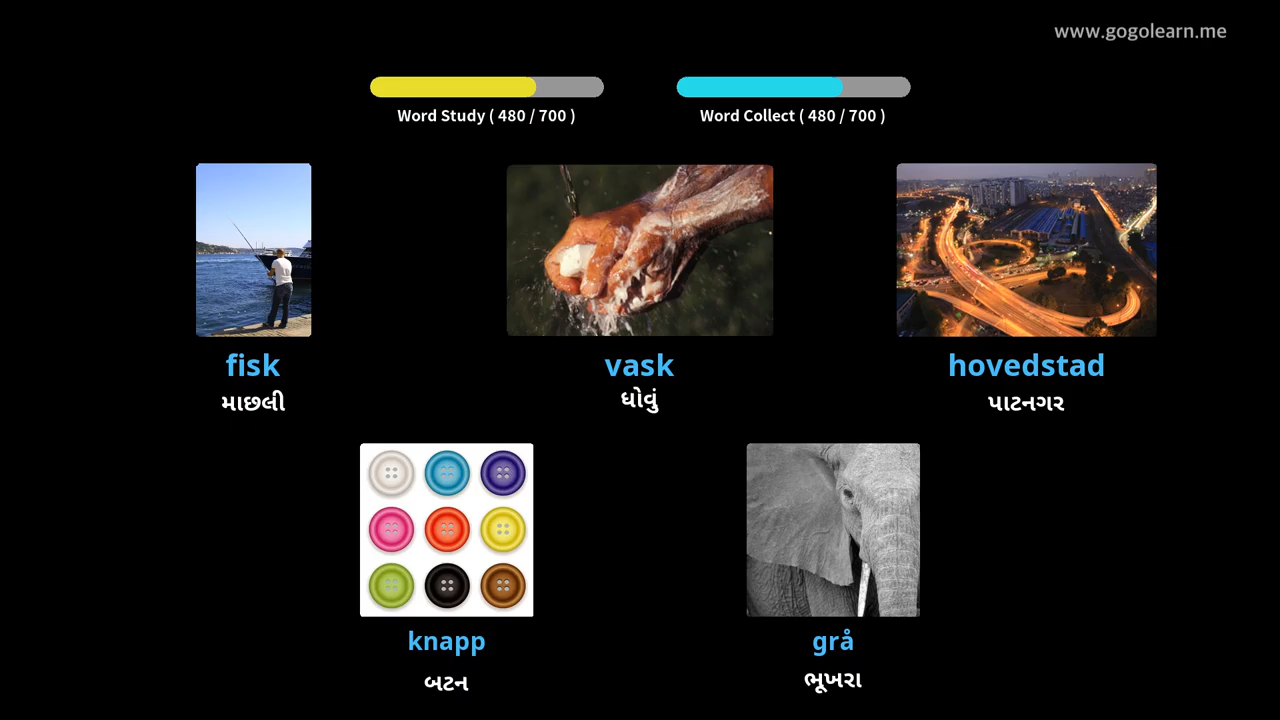 www.gogolearn.me
Word Study ( 480 / 700 )
Word Collect ( 480 / 700 )
fisk
vask
hovedstad
માછલી
ધોવું
પાટનગર
knapp
grå
બટન
ભૂખરા